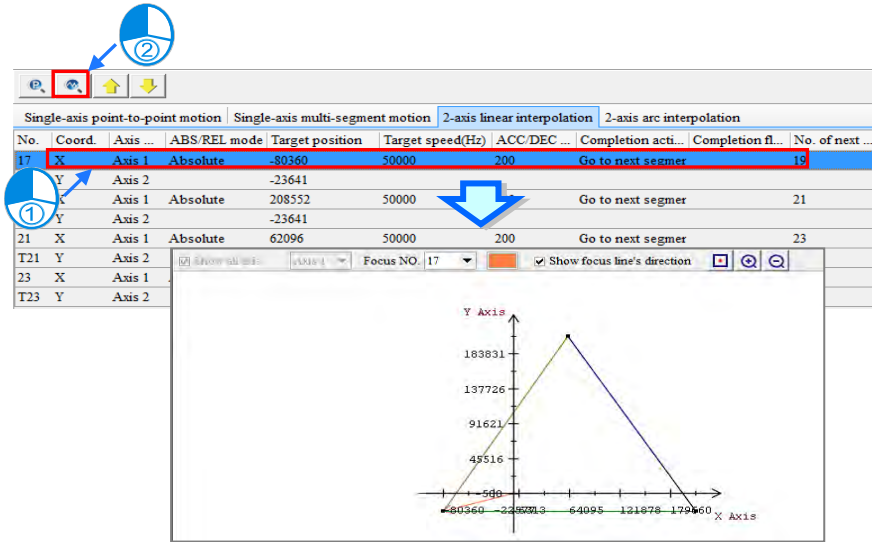 ②
Single-axis point-to-point motion Single-axis multi-segment motion 2-axis linear interpolation 2-axis arc interpolation
No. Coord. Axis ... ABS/REL mode Target position Target speed(Hz) ACC/DEC ... Completion acti... Completion fl... No. of next ...
17 X Axis 1 Absolute -80360 50000 200 Go to next segmer 19
Y Axis 2 -23641
①
X Axis 1 Absolute 208552 50000 Go to next segmer 21
Y Axis 2 -23641
21 X Axis 1 Absolute 62096 50000 200 Go to next segmer 23
T21 Y Axis 2
23 X Axis 1
T23 Y Axis 2
Focus NO. 17 Show focus line's direction
Y Axis
183831
137726
91621
45516
-500
-80360 64095 121878 179660
X Axis